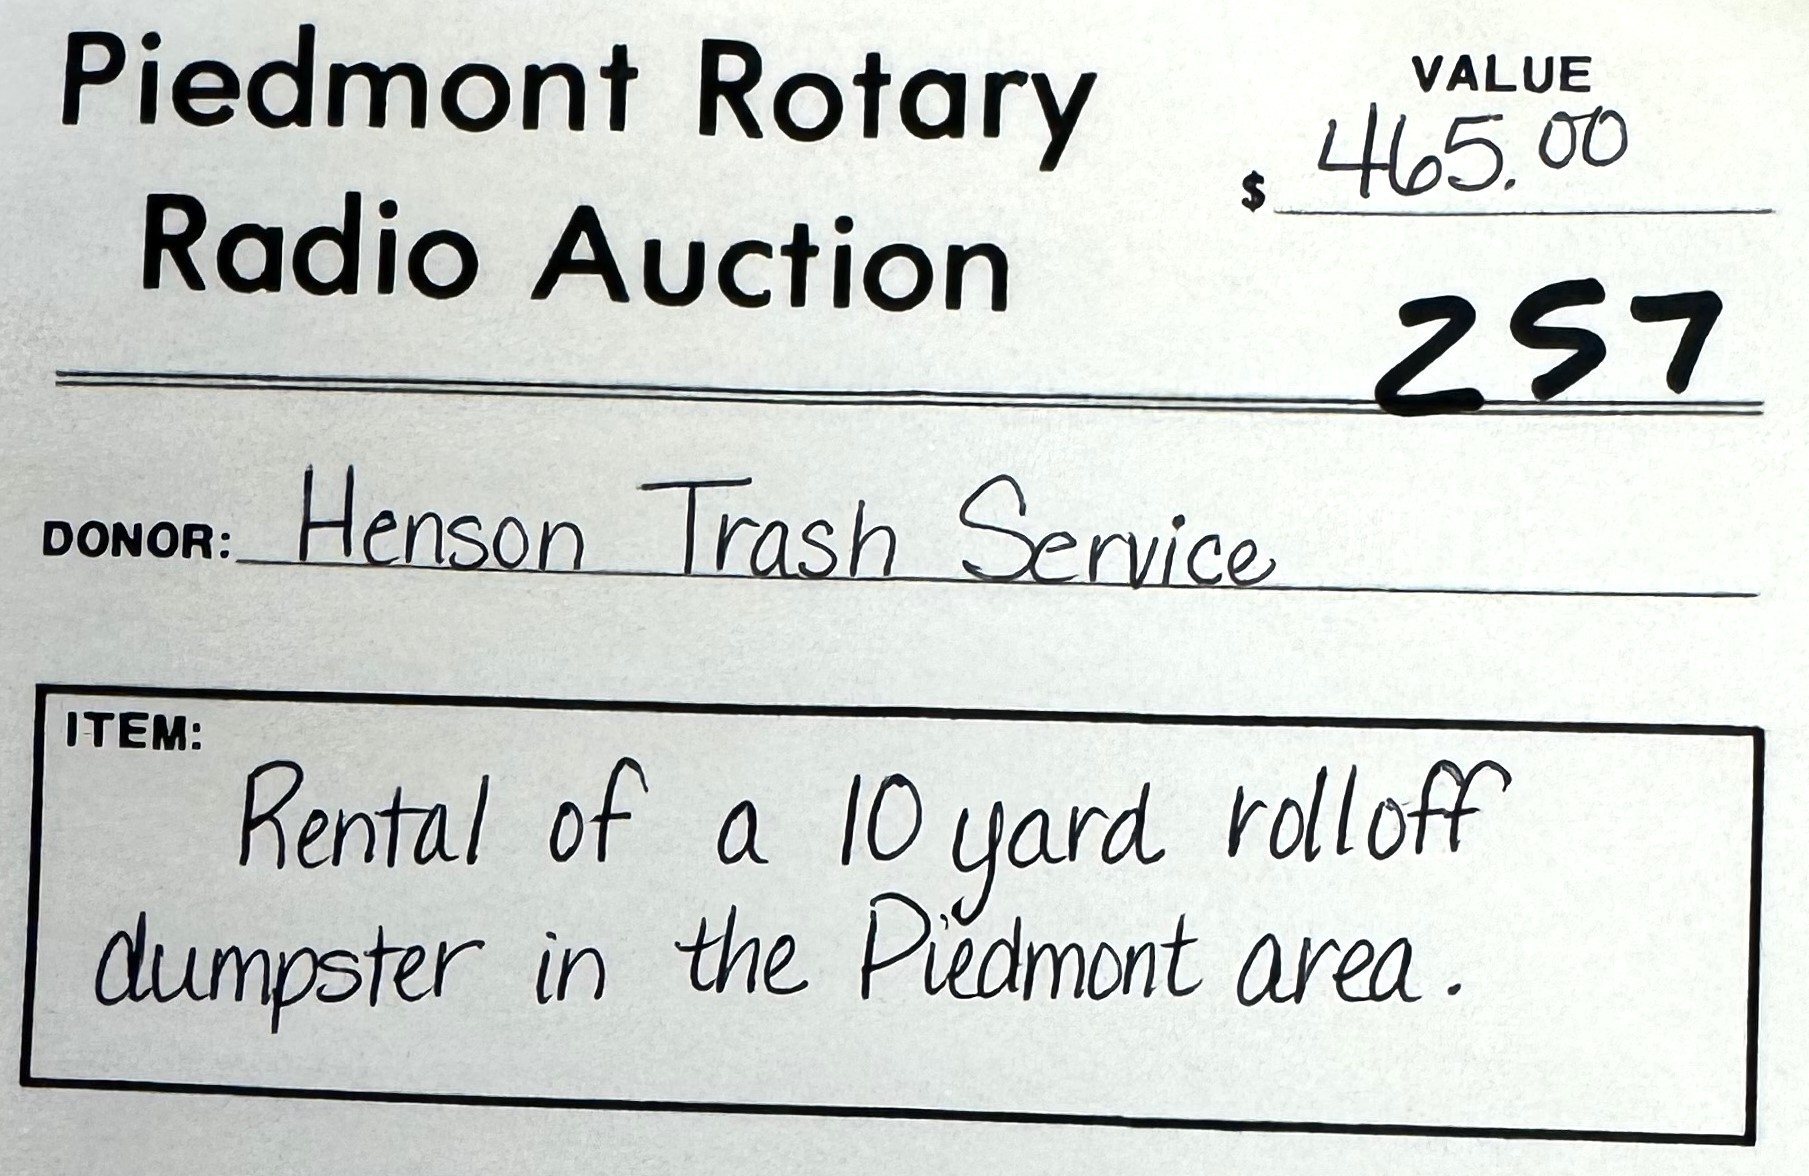 Piedmont Rotary
Radio Auction
VALUE
$ 465.00
257
DONOR: Henson Trash Service
ITEM:
Rental of a 10 yard rolloff
dumpster in the Piedmont area.